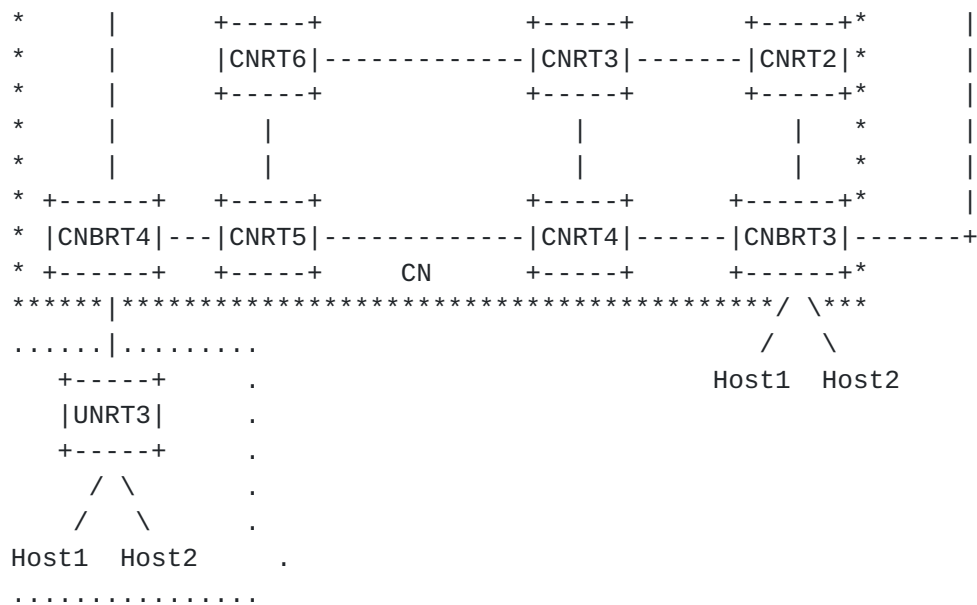 *      |      +-----+             +-----+       +-----+*      |
*      |      |CNRT6|-------------|CNRT3|-------|CNRT2|*      |
*      |      +-----+             +-----+       +-----+*      |
*      |         |                   |             |   *      |
*      |         |                   |             |   *      |
* +------+   +-----+             +-----+      +------+*      |
* |CNBRT4|---|CNRT5|-------------|CNRT4|------|CNBRT3|-------+
* +------+   +-----+     CN      +-----+      +------+*
******|******************************************/ \***
......|.........                                /   \
   +-----+     .                             Host1  Host2
   |UNRT3|     .
   +-----+     .
     / \       .
    /   \      .
Host1  Host2     .
................